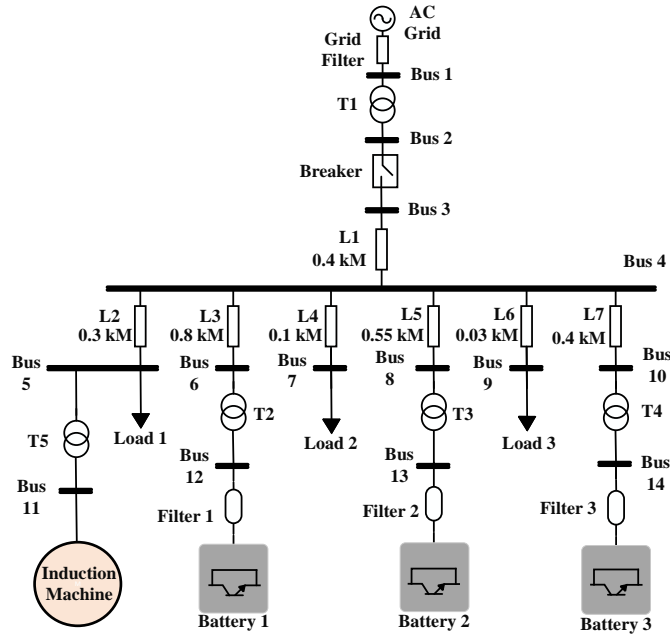 AC
Grid
Grid
Filter
Bus 1
T1
Bus 2
Breaker
Bus 3
L1
0.4 kM
Bus 4
L2
0.3 kM
L3
0.8 kM
L4
0.1 kM
L5
0.55 kM
L6
0.03 kM
L7
0.4 kM
Bus
5
Bus
6
Bus
7
Bus
8
Bus
9
Bus
10
T5
Load 1
T2
Load 2
T3
Load 3
T4
Bus
11
Bus
12
Bus
13
Bus
14
Filter 1
Filter 2
Filter 3
Induction
Machine
Battery 1
Battery 2
Battery 3